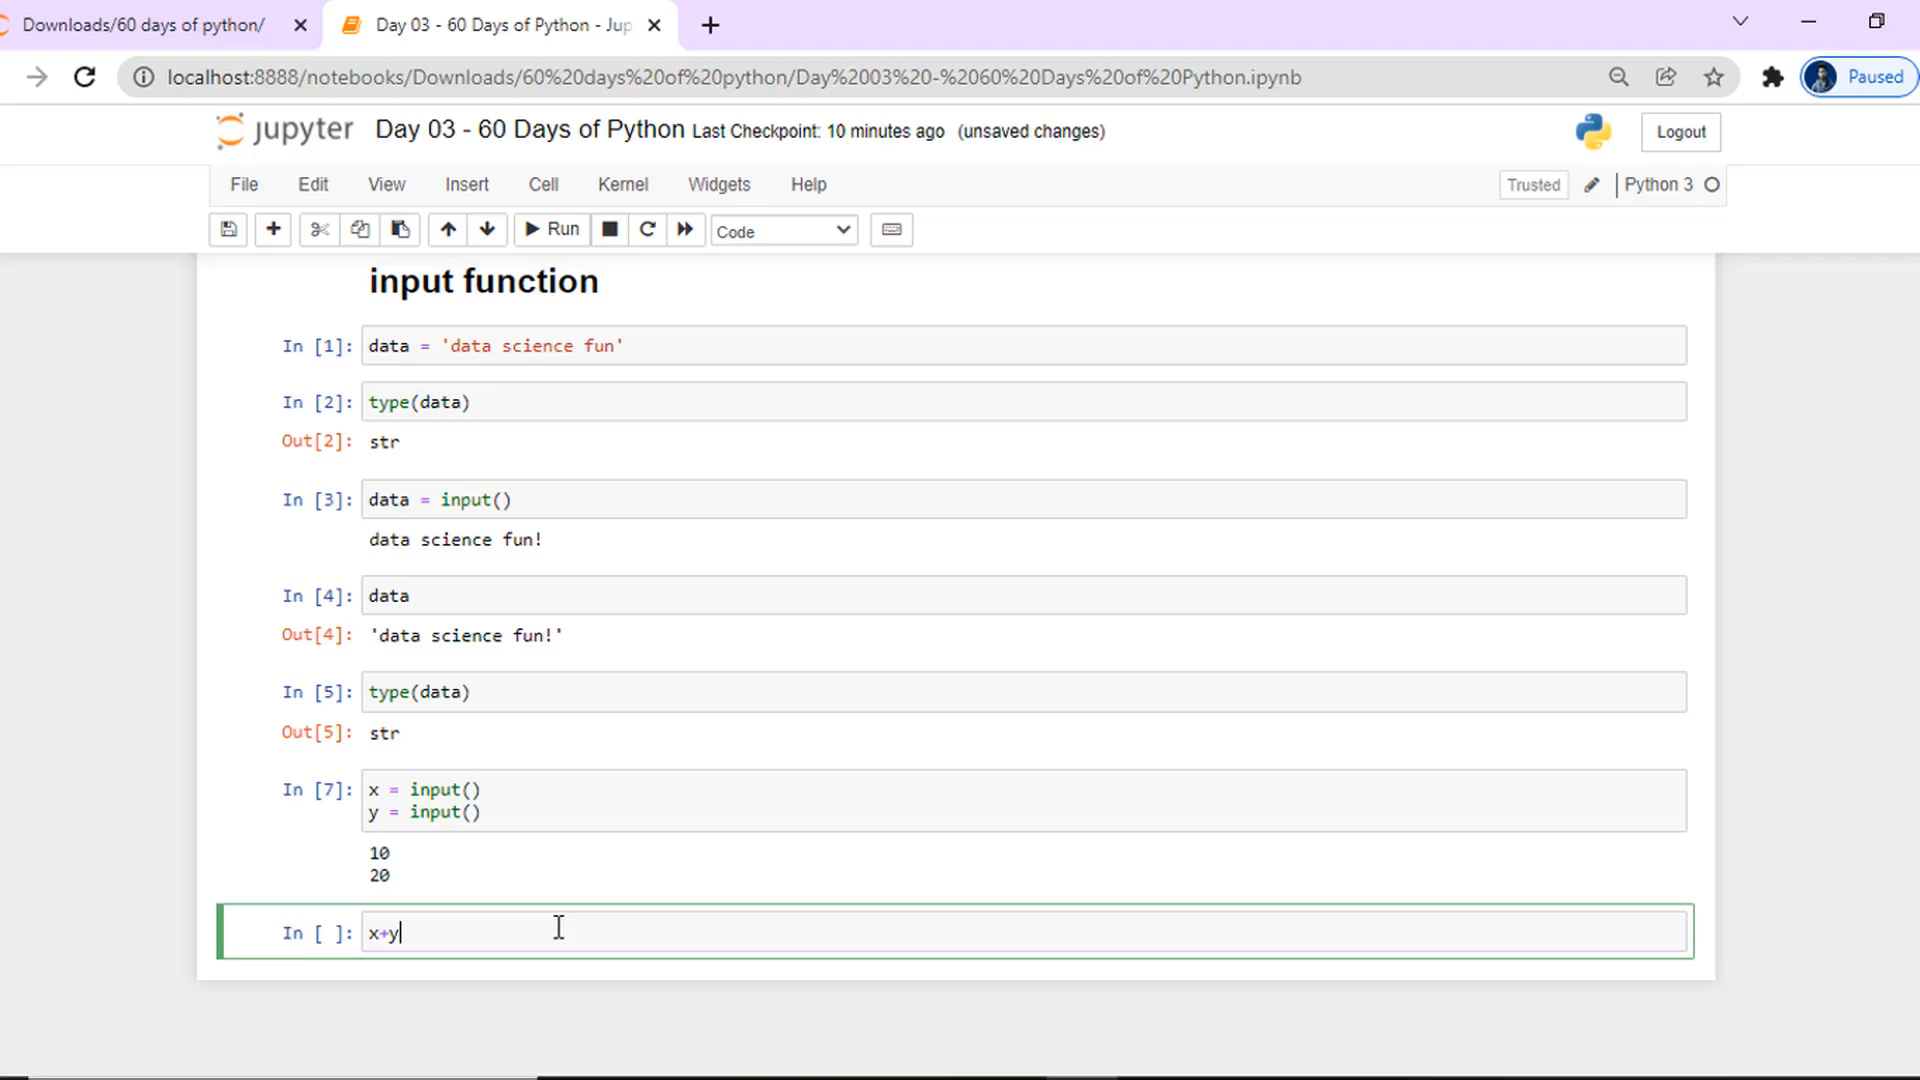 Downloads/60 days of python/
Day 03 - 60 Days of Python - Jup
localhost:8888/notebooks/Downloads/60%20days%20of%20python/Day%2003%20-%2060%20Days%20of%20Python.ipynb
Paused
jupyter Day 03 - 60 Days of Python Last Checkpoint: 10 minutes ago (unsaved changes)
Logout
File Edit View Insert Cell Kernel Widgets Help
Trusted Python 3
Run Code
input function
In [1]: data = 'data science fun'
In [2]: type(data)
Out[2]: str
In [3]: data = input()
data science fun!
In [4]: data
Out[4]: 'data science fun!'
In [5]: type(data)
Out[5]: str
In [7]: x = input()
y = input()
10
20
In [ ]: x+y